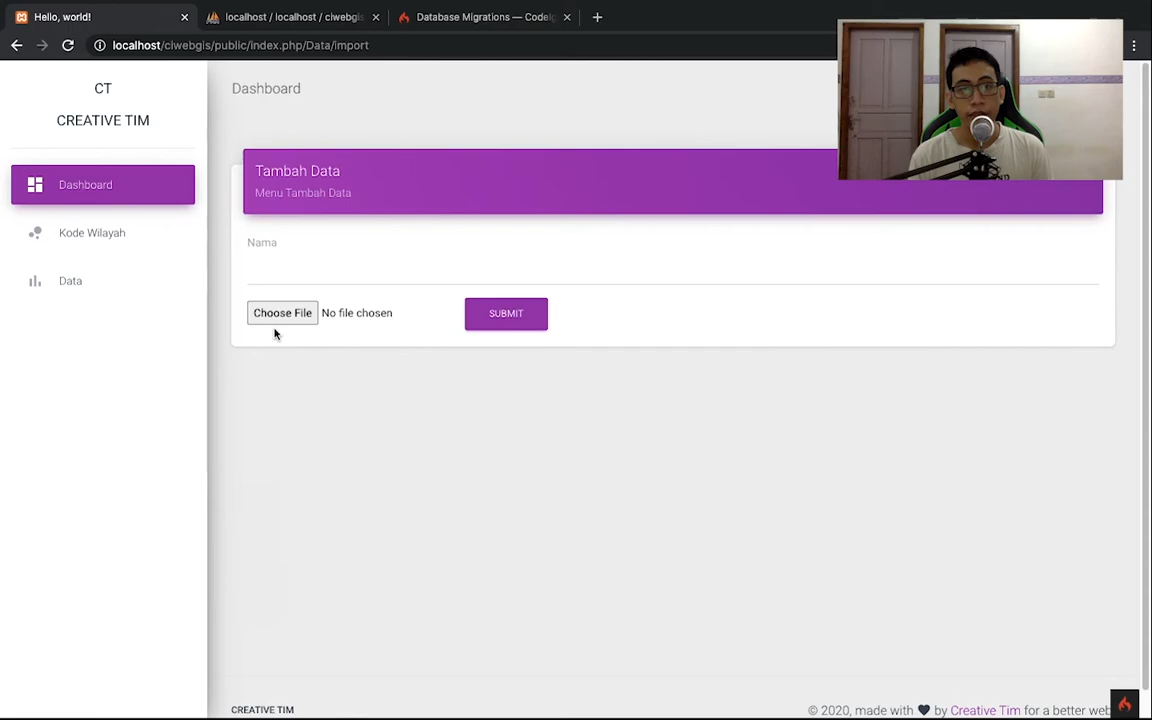 Hello, world!
localhost / localhost / ciwebgis
Database Migrations — CodeIg
localhost/ciwebgis/public/index.php/Data/import
CT
CREATIVE TIM
Dashboard
Kode Wilayah
Data
Dashboard
Tambah Data
Menu Tambah Data
Nama
Choose File No file chosen
SUBMIT
CREATIVE TIM
© 2020, made with by Creative Tim for a better web